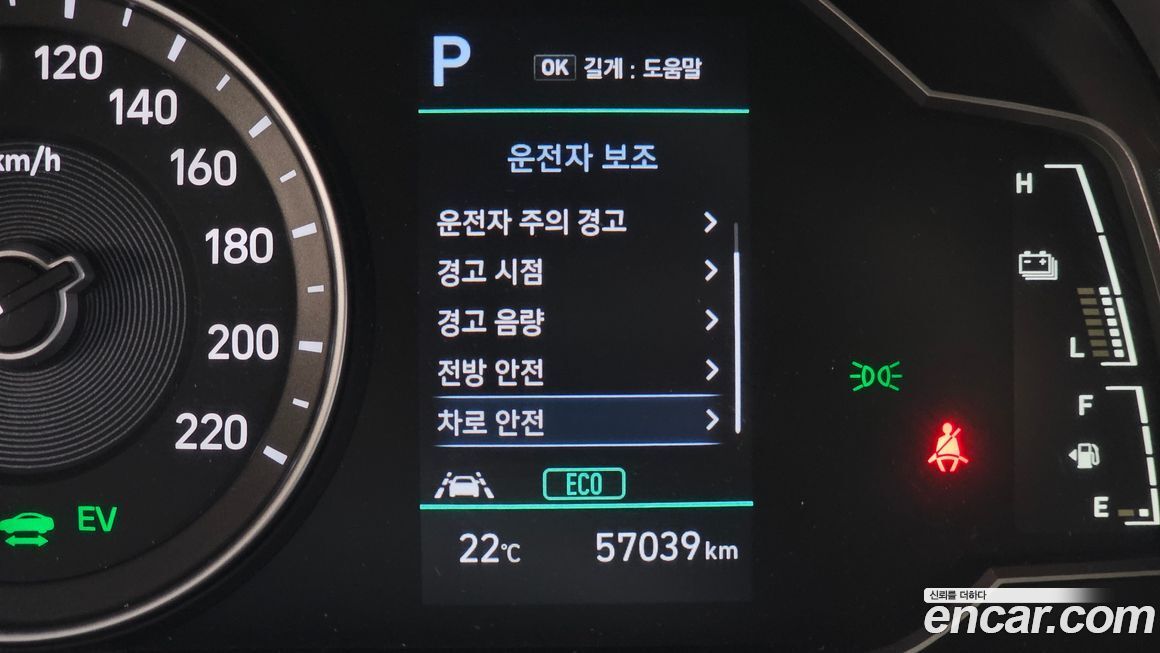 120
140
km/h
160
180
200
220
EV
P
OK 길게 : 도움말
운전자 보조
운전자 주의 경고
경고 시점
경고 음량
전방 안전
차로 안전
ECO
22℃ 57039 km
H
L
F
E
신뢰를 더하다
encar.com